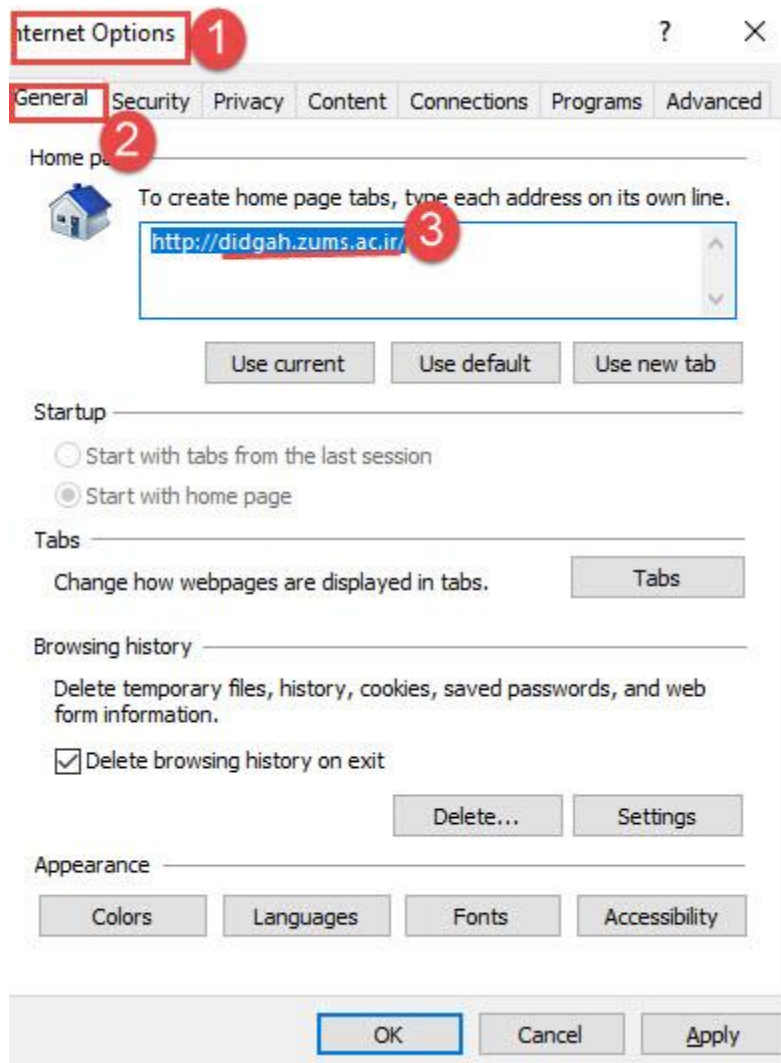 nternet Options 1 ?
General Security Privacy Content Connections Programs Advanced
2
Home p
To create home page tabs, type each address on its own line.
http://didgah.zums.ac.ir/ 3
Use current Use default Use new tab
Startup
Start with tabs from the last session
Start with home page
Tabs
Change how webpages are displayed in tabs. Tabs
Browsing history
Delete temporary files, history, cookies, saved passwords, and web
form information.
Delete browsing history on exit
Delete... Settings
Appearance
Colors Languages Fonts Accessibility
OK Cancel Apply